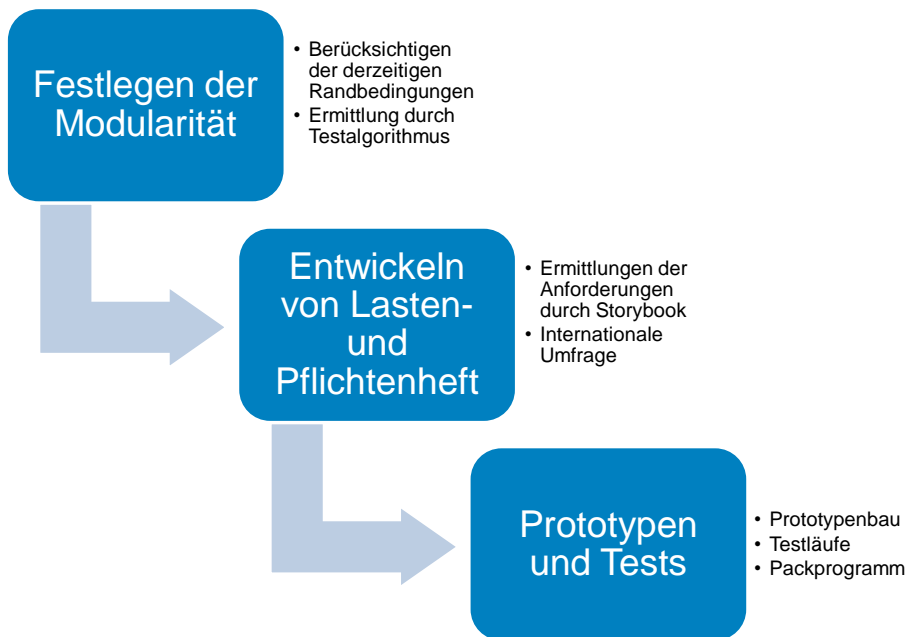 Festlegen der
Modularität
• Berücksichtigen
der derzeitigen
Randbedingungen
• Ermittlung durch
Testalgorithmus
Entwickeln
von Lasten-
und
Pflichtenheft
• Ermittlungen der
Anforderungen
durch Storybook
• Internationale
Umfrage
Prototypen
und Tests
• Prototypenbau
• Testläufe
• Packprogramm